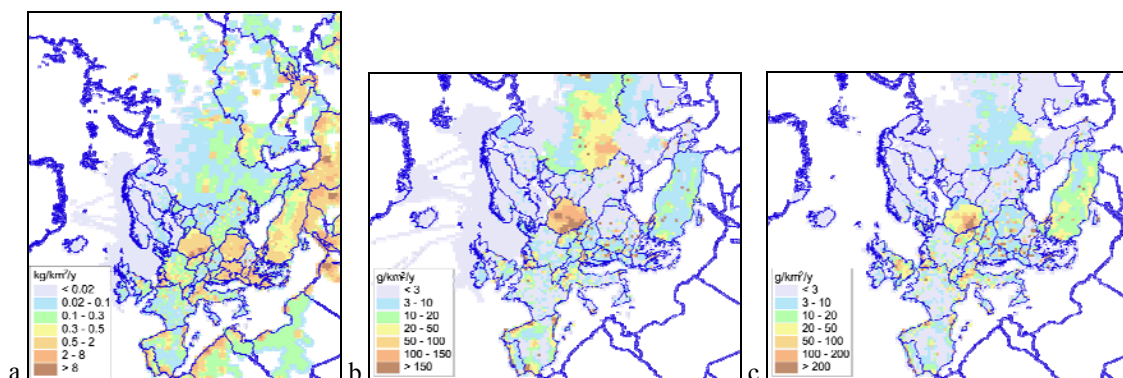 kg/km²/y
< 0.02
0.02 - 0.1
0.1 - 0.3
0.3 - 0.5
0.5 - 2
2 - 8
> 8
a
g/km²/y
< 3
3 - 10
10 - 20
20 - 50
50 - 100
100 - 150
> 150
b
g/km²/y
< 3
3 - 10
10 - 20
20 - 50
50 - 100
100 - 200
> 200
c